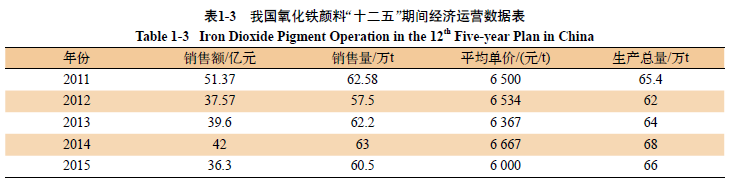 表1-3 我国氧化铁颜料“十二五”期间经济运营数据表
Table 1-3 Iron Dioxide Pigment Operation in the 12th Five-year Plan in China
年份 销售额/亿元 销售量/万t 平均单价/(元/t) 生产总量/万t
2011 51.37 62.58 6 500 65.4
2012 37.57 57.5 6 534 62
2013 39.6 62.2 6 367 64
2014 42 63 6 667 68
2015 36.3 60.5 6 000 66